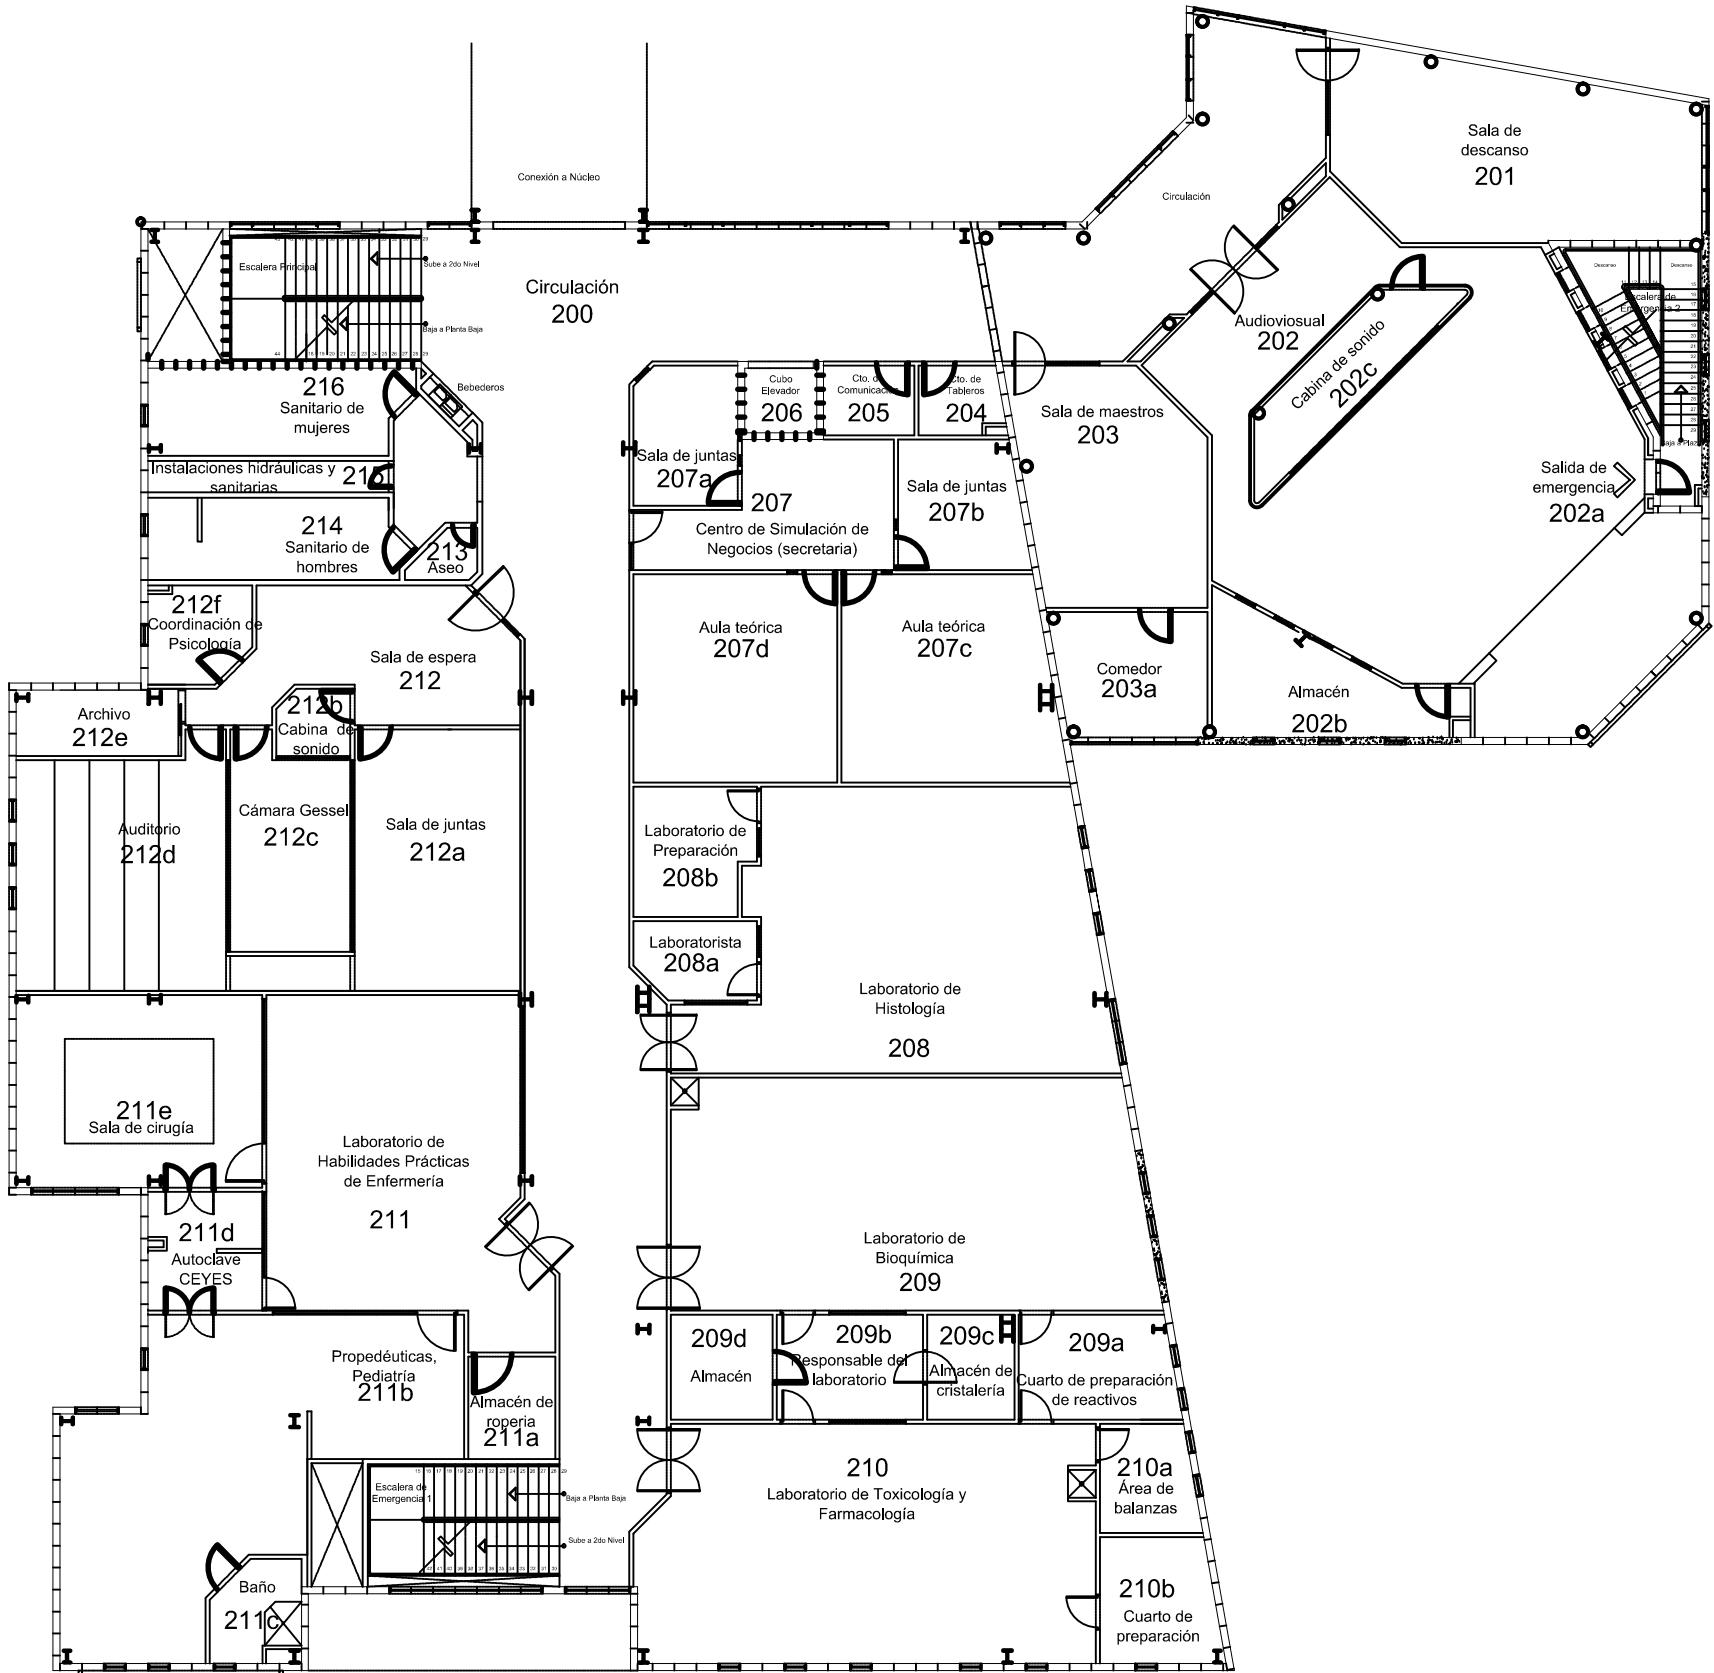 Conexión a Núcleo
Sala de
descanso
201
Circulación
Circulación
200
Escalera Principal
Sube a 2do Nivel
Baja a Planta Baja
Bebederos
216
Sanitario de
mujeres
Instalaciones hidráulicas y
sanitarias
215
214
Sanitario de
hombres
213
Aseo
Cubo
Elevador
206
Cto. de
Comunicación
205
Cto. de
Tableros
204
Sala de maestros
203
Audioviosual
202
Cabina de sonido
202c
Descanso
Descanso
Escalera de
Emergencia 2
Baja a Plaza
Salida de
emergencia
202a
Sala de juntas
207a
207
Centro de Simulación de
Negocios (secretaria)
Sala de juntas
207b
212f
Coordinación de
Psicología
Sala de espera
212
Aula teórica
207d
Aula teórica
207c
Comedor
203a
Almacén
202b
Archivo
212e
212b
Cabina de
sonido
Auditorio
212d
Cámara Gessel
212c
Sala de juntas
212a
Laboratorio de
Preparación
208b
Laboratorista
208a
Laboratorio de
Histología
208
211e
Sala de cirugía
Laboratorio de
Habilidades Prácticas
de Enfermería
211
211d
Autoclave
CEYES
Laboratorio de
Bioquímica
209
209d
Almacén
209b
Responsable del
laboratorio
209c
Almacén de
cristalería
209a
Cuarto de preparación
de reactivos
Propedéuticas,
Pediatría
211b
Almacén de
roperia
211a
Escalera de
Emergencia 1
Baja a Planta Baja
Sube a 2do Nivel
210
Laboratorio de Toxicología y
Farmacología
210a
Área de
balanzas
210b
Cuarto de
preparación
Baño
211c